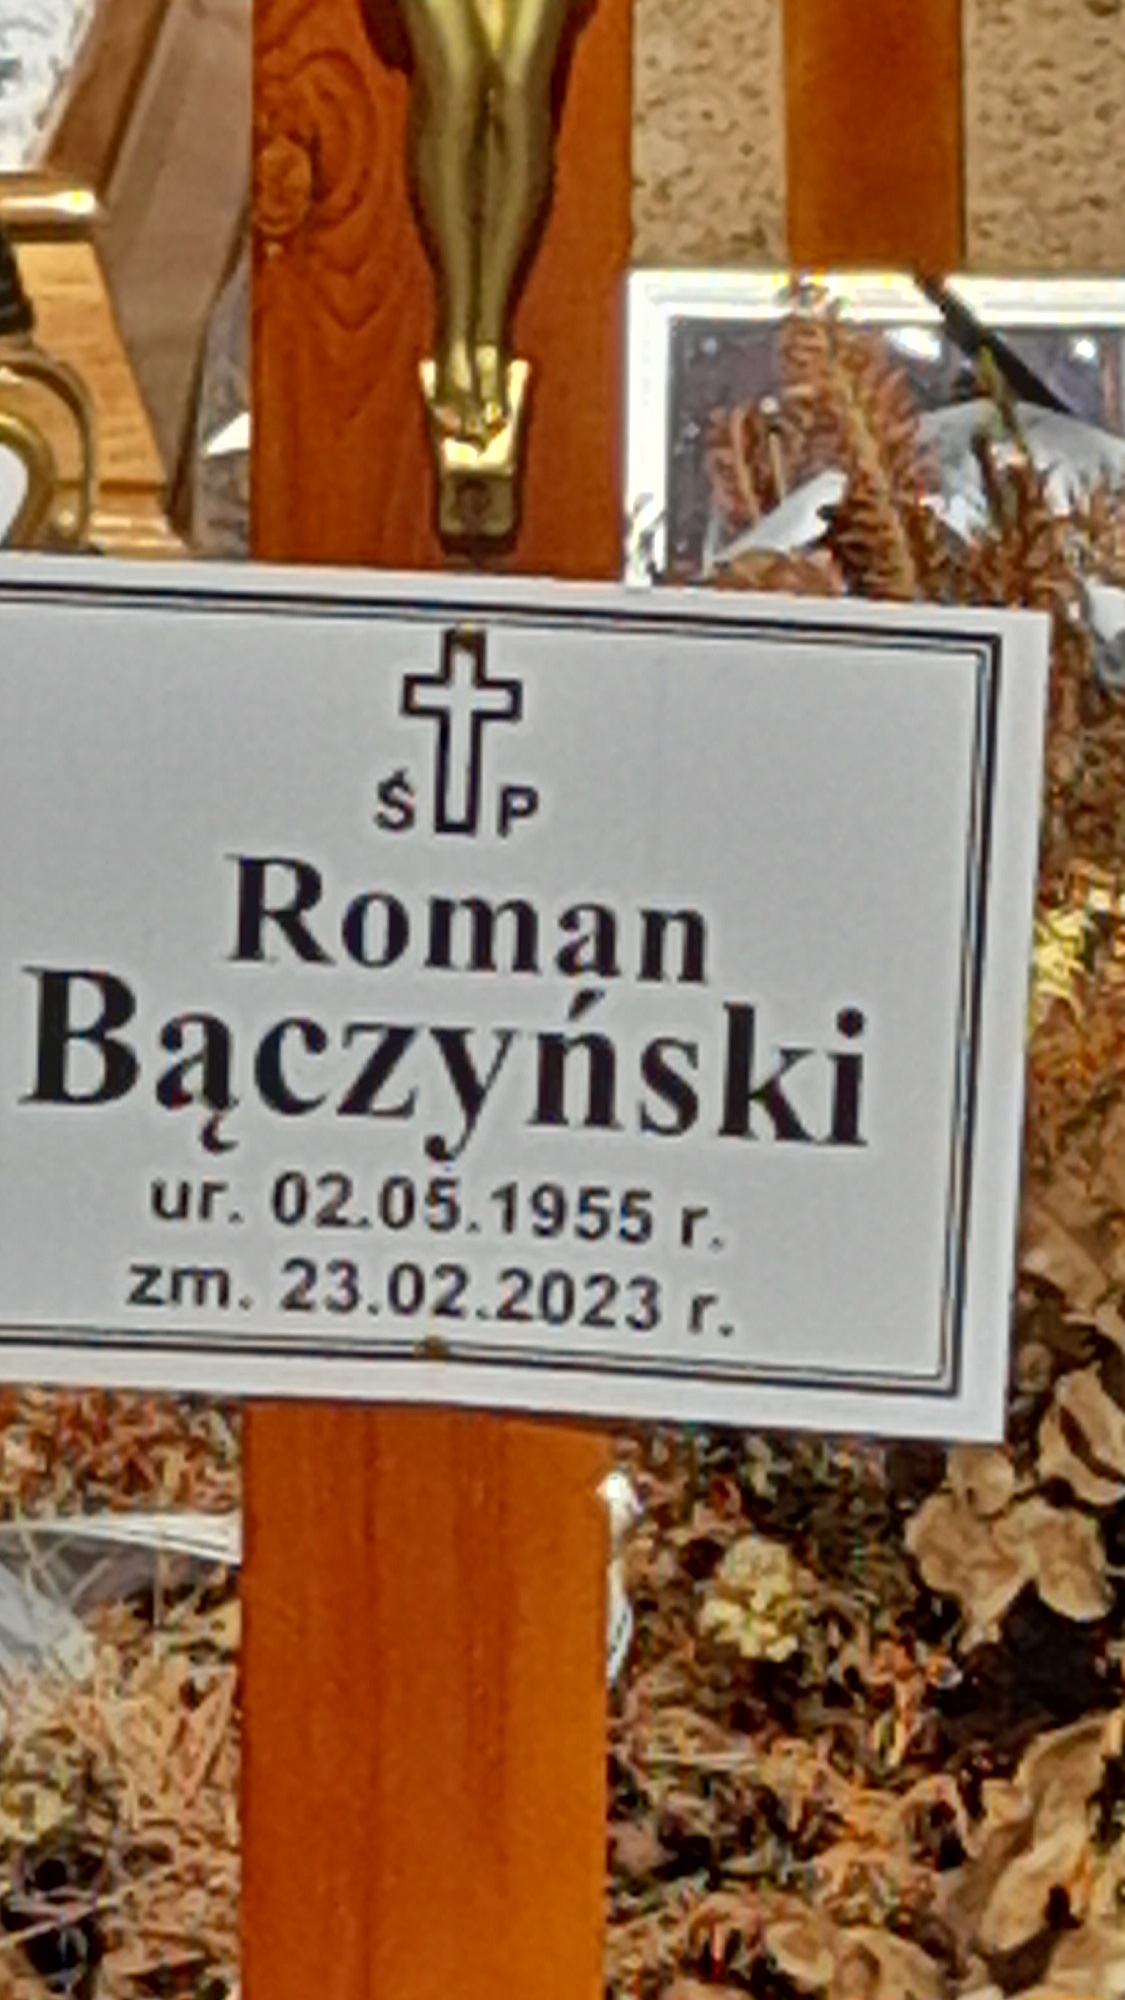 Ś P
Roman
Bączyński
ur. 02.05.1955 r.
zm. 23.02.2023 r.